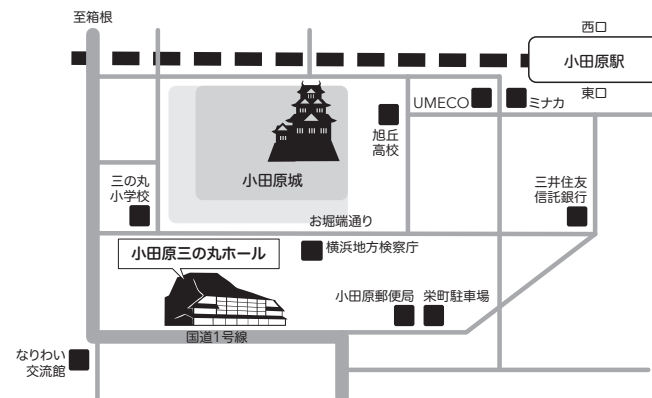 至箱根
西口
小田原駅
東口
UMECO
ミナカ
旭丘
高校
小田原城
三の丸
小学校
三井住友
信託銀行
お堀端通り
横浜地方検察庁
小田原三の丸ホール
小田原郵便局
栄町駐車場
国道1号線
なりわい
交流館